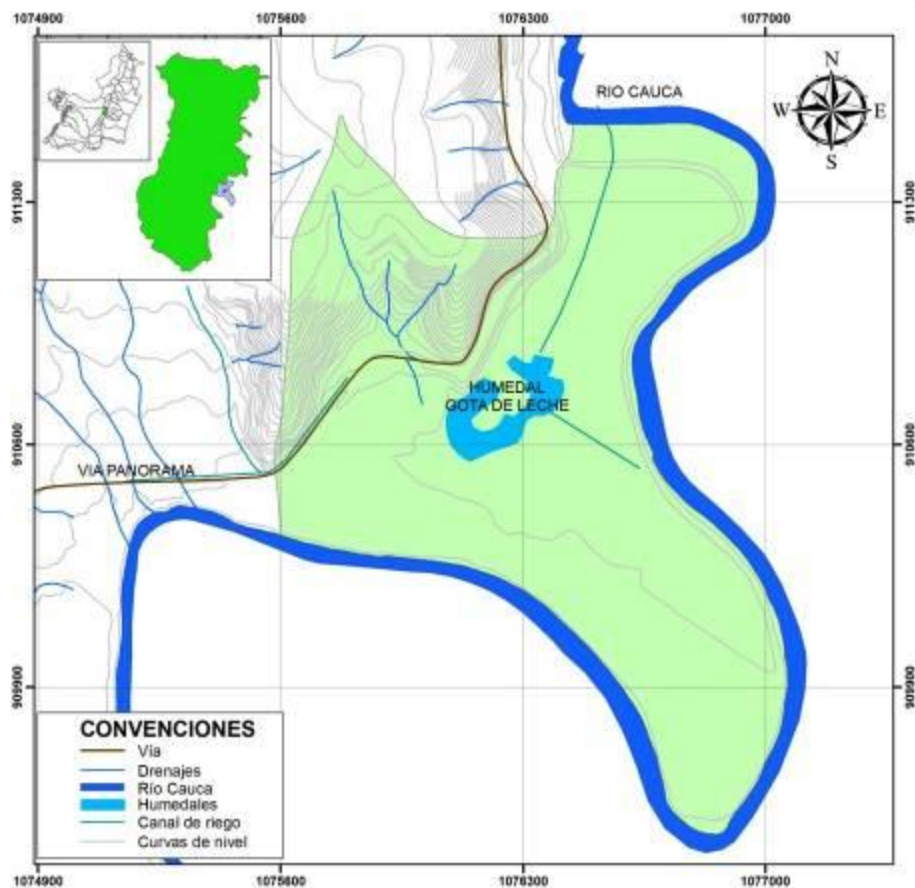 1074900 1075600 1076300 1077000
RIO CAUCA
N
W E
S
911300 911300
HUMEDAL
GOTA DE LECHE
910600 910600
VIA PANORAMA
909900 909900
CONVENCIONES
Vía
Drenajes
Río Cauca
Humedales
Canal de riego
Curvas de nivel
1074900 1075600 1076300 1077000